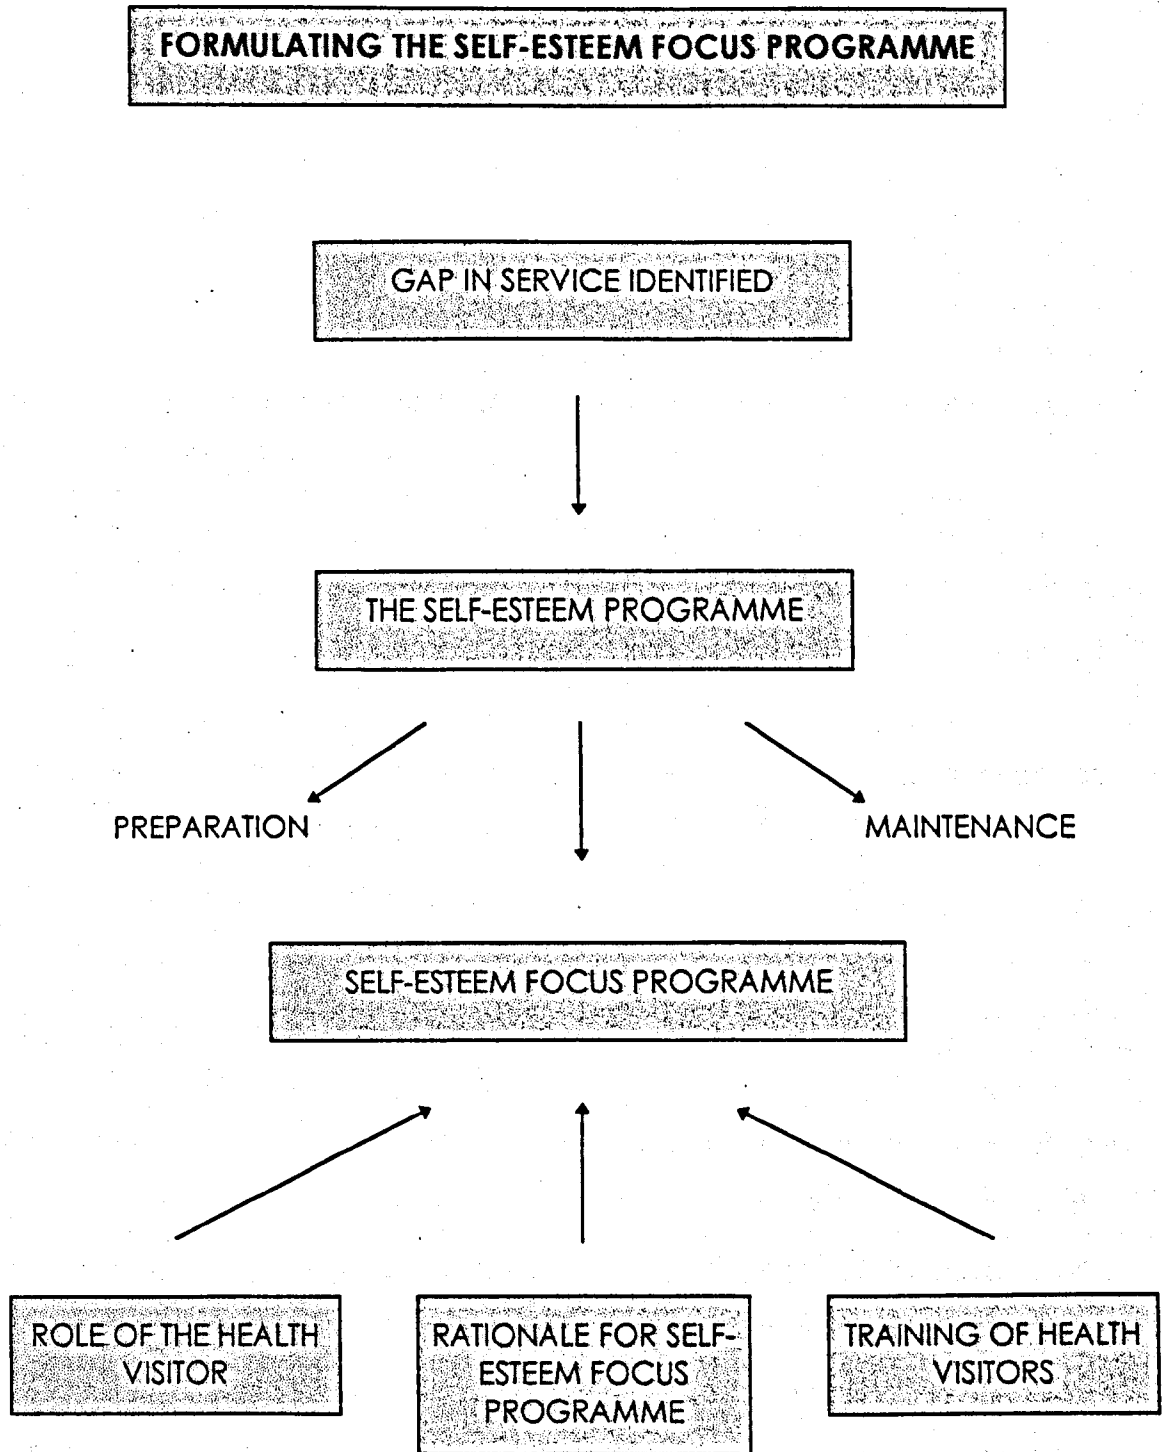 FORMULATING THE SELF-ESTEEM FOCUS PROGRAMME
GAP IN SERVICE IDENTIFIED
THE SELF-ESTEEM PROGRAMME
PREPARATION
MAINTENANCE
SELF-ESTEEM FOCUS PROGRAMME
ROLE OF THE HEALTH
VISITOR
RATIONALE FOR SELF-
ESTEEM FOCUS
PROGRAMME
TRAINING OF HEALTH
VISITORS